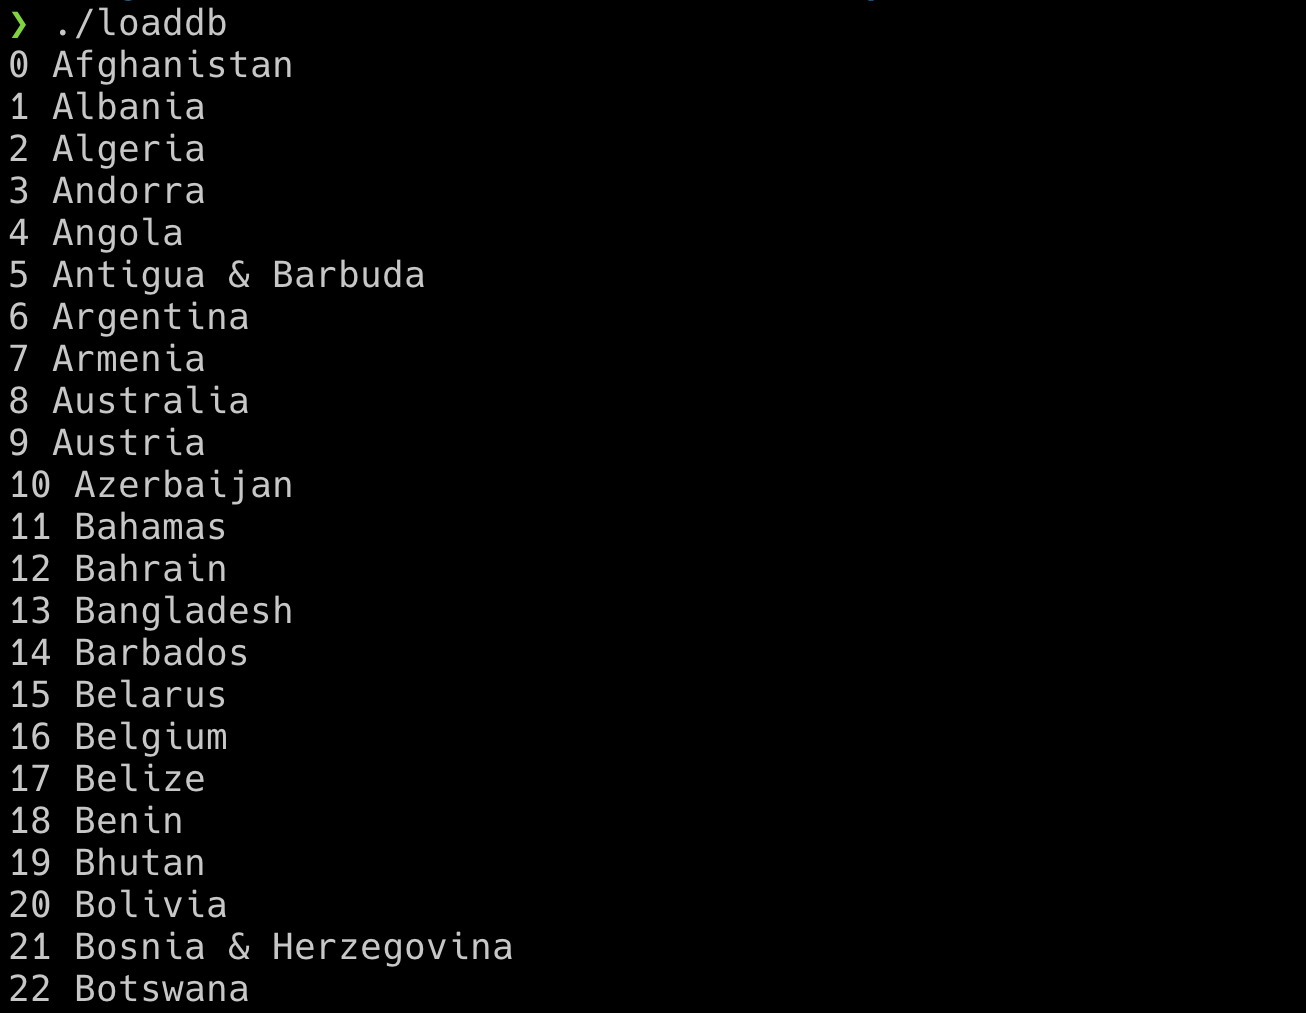 ❯ ./loaddb
0 Afghanistan
1 Albania
2 Algeria
3 Andorra
4 Angola
5 Antigua & Barbuda
6 Argentina
7 Armenia
8 Australia
9 Austria
10 Azerbaijan
11 Bahamas
12 Bahrain
13 Bangladesh
14 Barbados
15 Belarus
16 Belgium
17 Belize
18 Benin
19 Bhutan
20 Bolivia
21 Bosnia & Herzegovina
22 Botswana